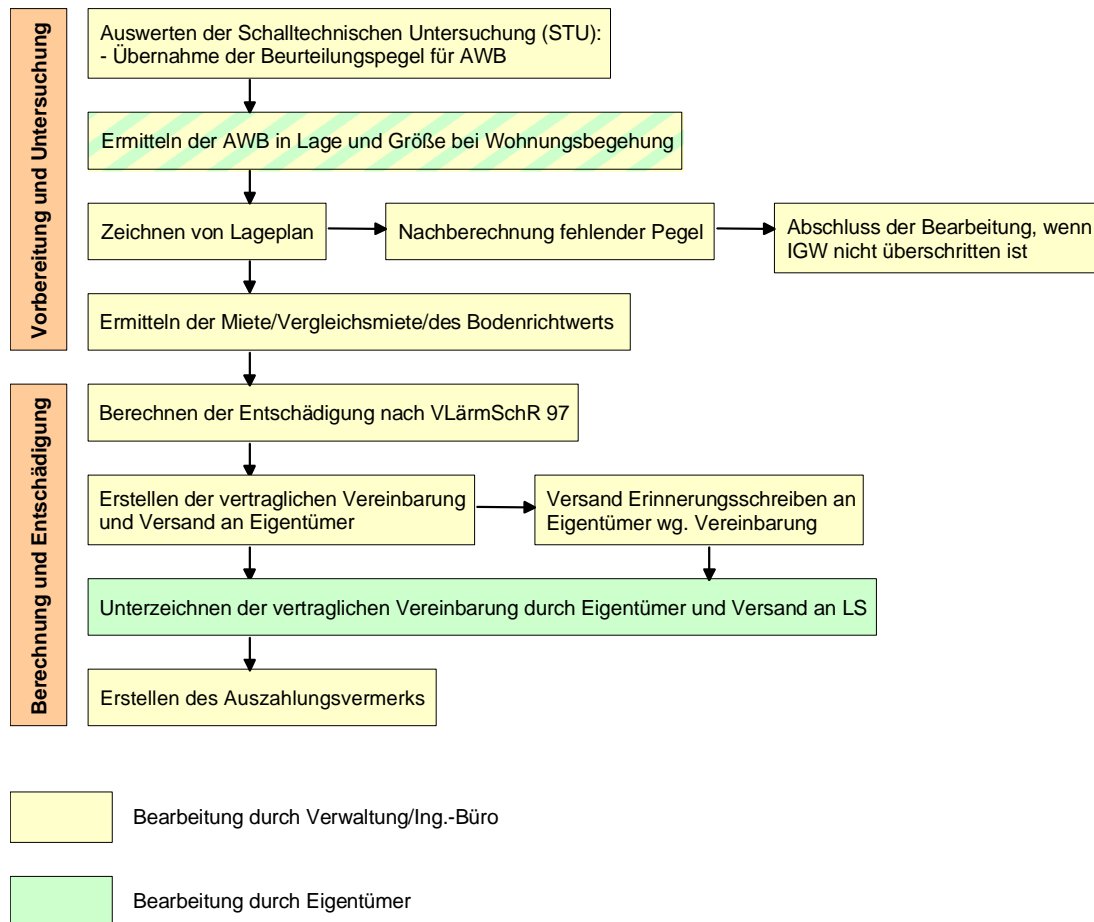 Vorbereitung und Untersuchung
Auswerten der Schalltechnischen Untersuchung (STU):
- Übernahme der Beurteilungspegel für AWB
Ermitteln der AWB in Lage und Größe bei Wohnungsbegehung
Zeichnen von Lageplan
Nachberechnung fehlender Pegel
Abschluss der Bearbeitung, wenn
IGW nicht überschritten ist
Ermitteln der Miete/Vergleichsmiete/des Bodenrichtwerts
Berechnung und Entschädigung
Berechnen der Entschädigung nach VLärmSchR 97
Erstellen der vertraglichen Vereinbarung
und Versand an Eigentümer
Versand Erinnerungsschreiben an
Eigentümer wg. Vereinbarung
Unterzeichnen der vertraglichen Vereinbarung durch Eigentümer und Versand an LS
Erstellen des Auszahlungsvermerks
Bearbeitung durch Verwaltung/Ing.-Büro
Bearbeitung durch Eigentümer